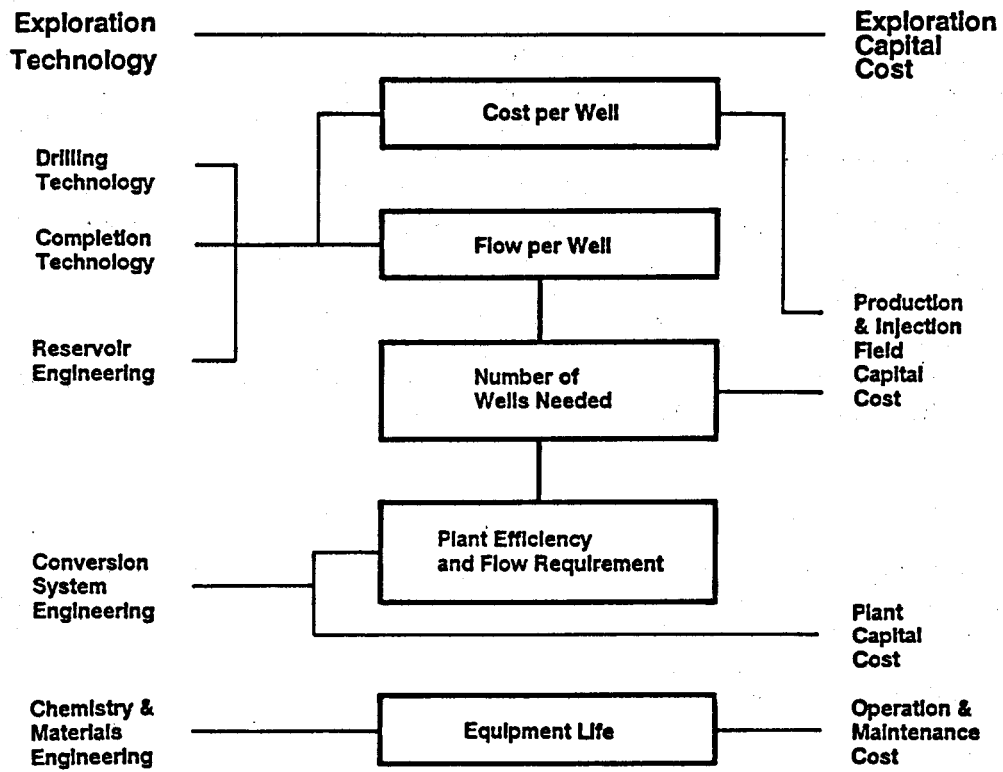 Exploration
Technology
Exploration
Capital
Cost
Cost per Well
Drilling
Technology
Flow per Well
Completion
Technology
Production
& Injection
Field
Capital
Cost
Reservoir
Engineering
Number of
Wells Needed
Plant Efficiency
and Flow Requirement
Conversion
System
Engineering
Plant
Capital
Cost
Chemistry &
Materials
Engineering
Equipment Life
Operation &
Maintenance
Cost